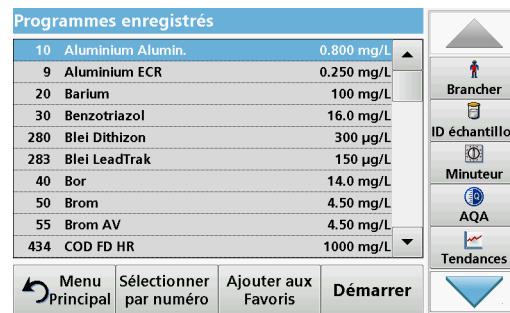 Programmes enregistrés
10 Aluminium Alumin. 0.800 mg/L
9 Aluminium ECR 0.250 mg/L
20 Barium 100 mg/L
30 Benzotriazol 16.0 mg/L
280 Blei Dithizon 300 µg/L
283 Blei LeadTrak 150 µg/L
40 Bor 14.0 mg/L
50 Brom 4.50 mg/L
55 Brom AV 4.50 mg/L
434 COD FD HR 1000 mg/L
Brancher
ID échantillo
Minuteur
AQA
Tendances
Menu
Principal
Sélectionner
par numéro
Ajouter aux
Favoris
Démarrer